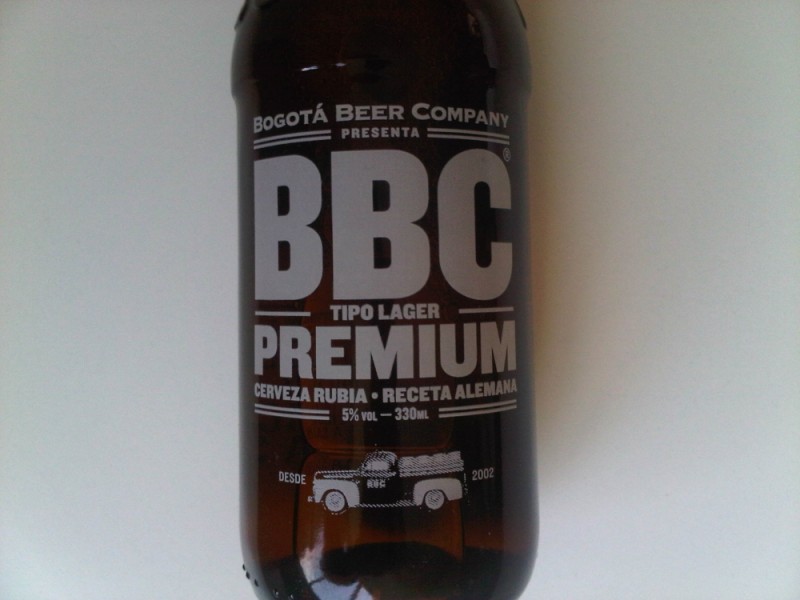 BOGOTÁ BEER COMPANY
PRESENTA
BBC®
TIPO LAGER
PREMIUM
CERVEZA RUBIA • RECETA ALEMANA
5% VOL — 330ML
DESDE BBC 2002